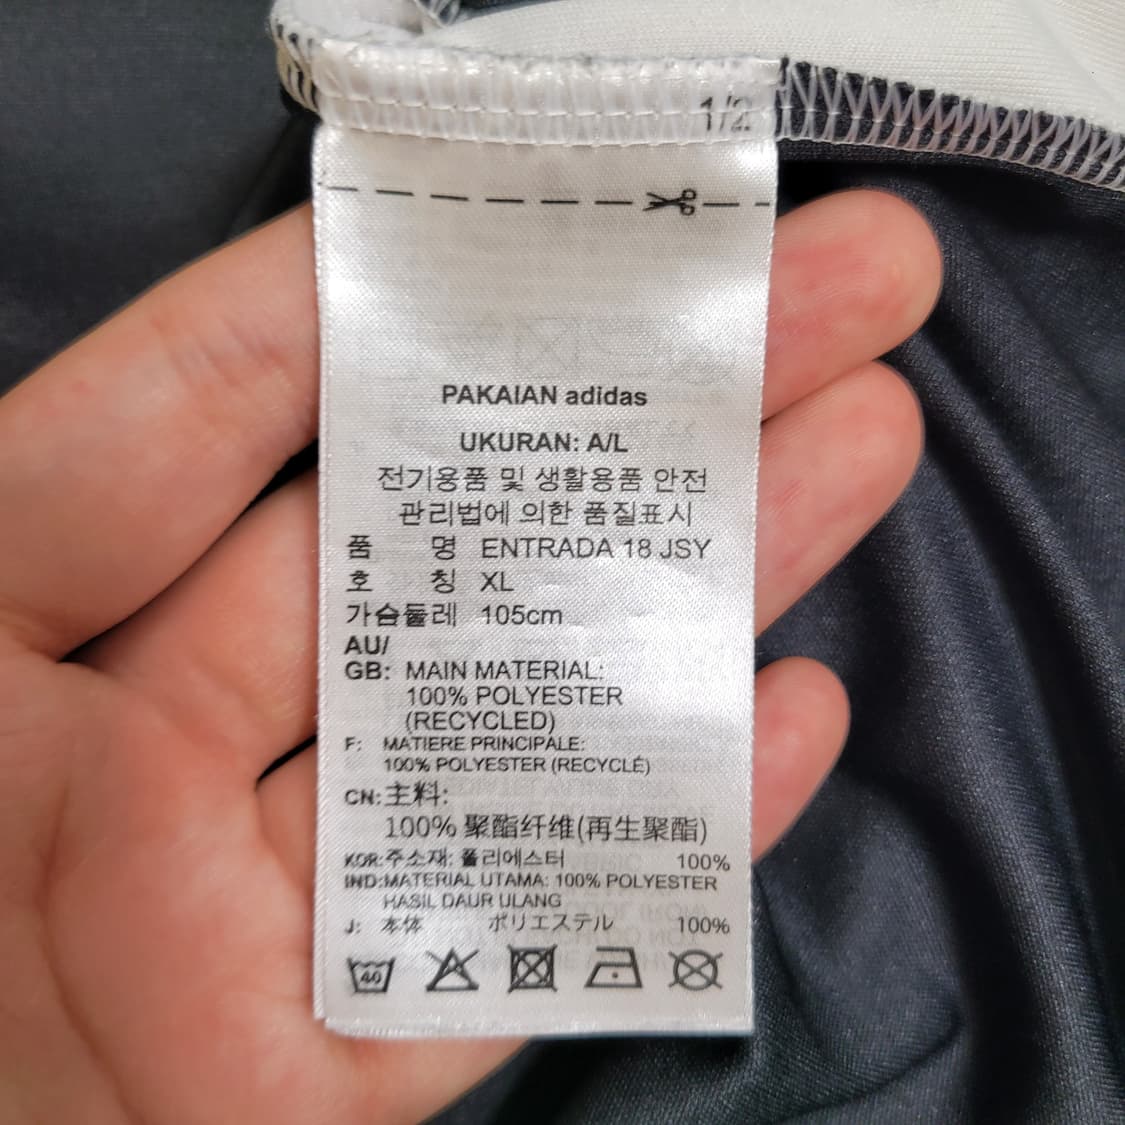 1/2
PAKAIAN adidas
UKURAN: A/L
전기용품 및 생활용품 안전
관리법에 의한 품질표시
품 명 ENTRADA 18 JSY
호 칭 XL
가슴둘레 105cm
AU/
GB: MAIN MATERIAL:
100% POLYESTER
(RECYCLED)
F: MATIERE PRINCIPALE:
100% POLYESTER (RECYCLÉ)
CN: 主料:
100% 聚酯纤维(再生聚酯)
KOR: 주소재: 폴리에스터 100%
IND: MATERIAL UTAMA: 100% POLYESTER
HASIL DAUR ULANG
J: 本体 ポリエステル 100%
40